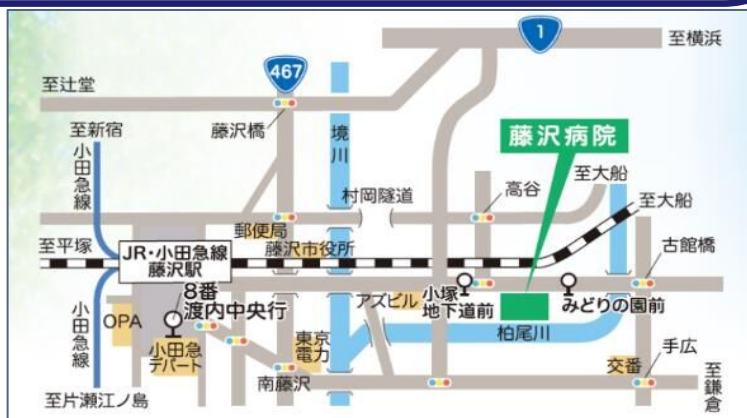 1
至横浜
467
至辻堂
藤沢橋
至新宿
小田急線
境川
藤沢病院
至大船
村岡隧道
高谷
至大船
郵便局
藤沢市役所
至平塚
JR・小田急線
藤沢駅
古館橋
8番
渡内中央行
アズビル
小塚
地下道前
みどりの園前
OPA
小田急線
小田急
デパート
東京
電力
柏尾川
手広
交番
南藤沢
至鎌倉
至片瀬江ノ島